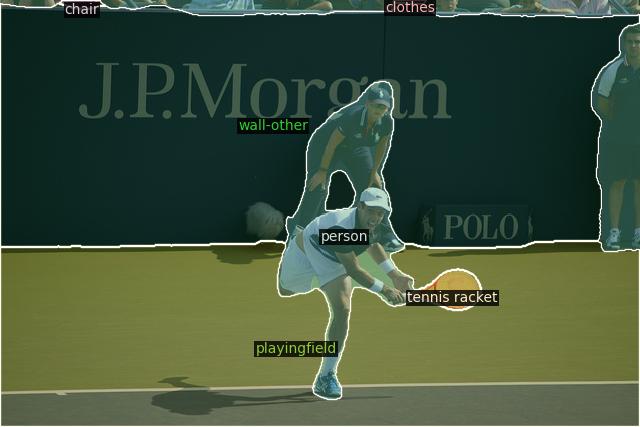 chair
clothes
J.P.Morgan
wall-other
POLO
person
tennis racket
playingfield